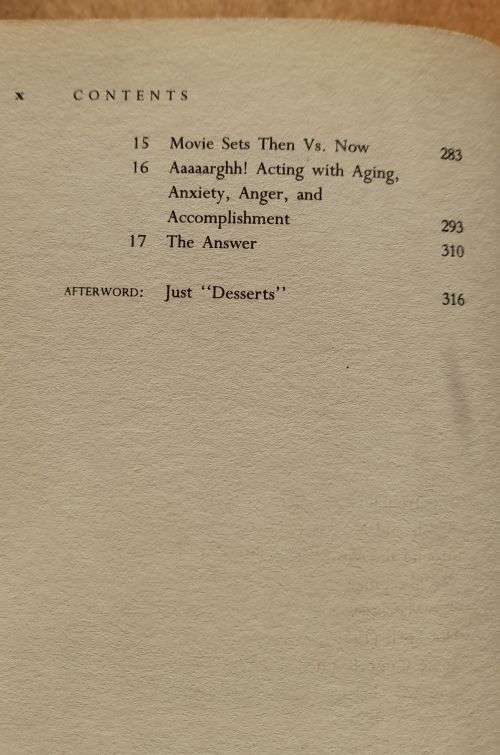 x CONTENTS
15 Movie Sets Then Vs. Now 283
16 Aaaaarghh! Acting with Aging,
Anxiety, Anger, and
Accomplishment 293
17 The Answer 310
AFTERWORD: Just "Desserts" 316